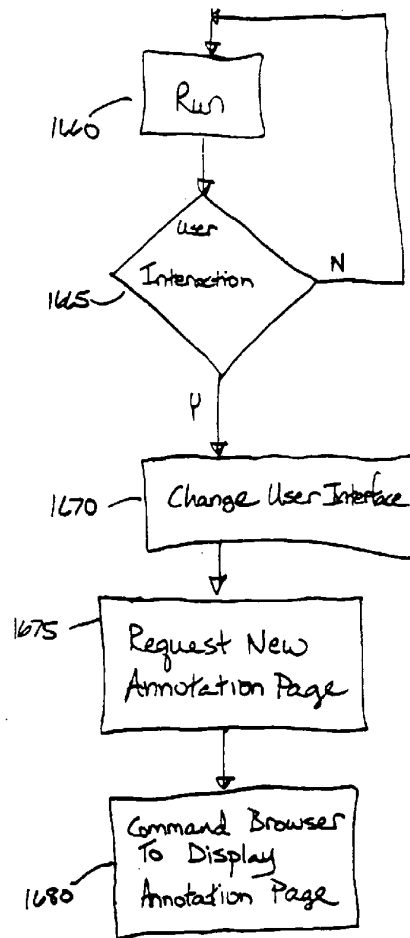 Run
1660
User
Interaction
N
1665
Y
1670
Change User Interface
1675
Request New
Annotation Page
Command Browser
To Display
Annotation Page
1680